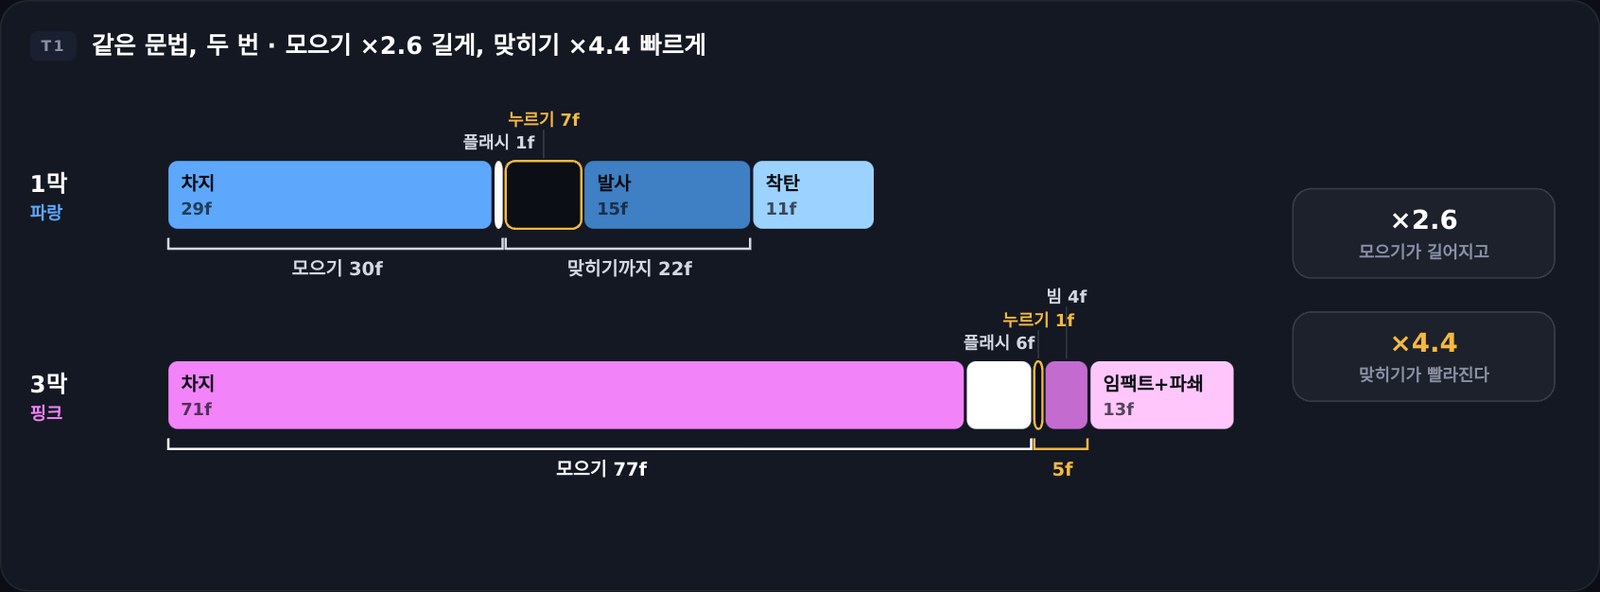 T1
같은 문법, 두 번 · 모으기 ×2.6 길게, 맞히기 ×4.4 빠르게
누르기 7f
플래시 1f
1막
파랑
차지
29f
발사
15f
착탄
11f
모으기 30f
맞히기까지 22f
×2.6
모으기가 길어지고
빔 4f
누르기 1f
플래시 6f
3막
핑크
차지
71f
임팩트+파쇄
13f
모으기 77f
5f
×4.4
맞히기가 빨라진다